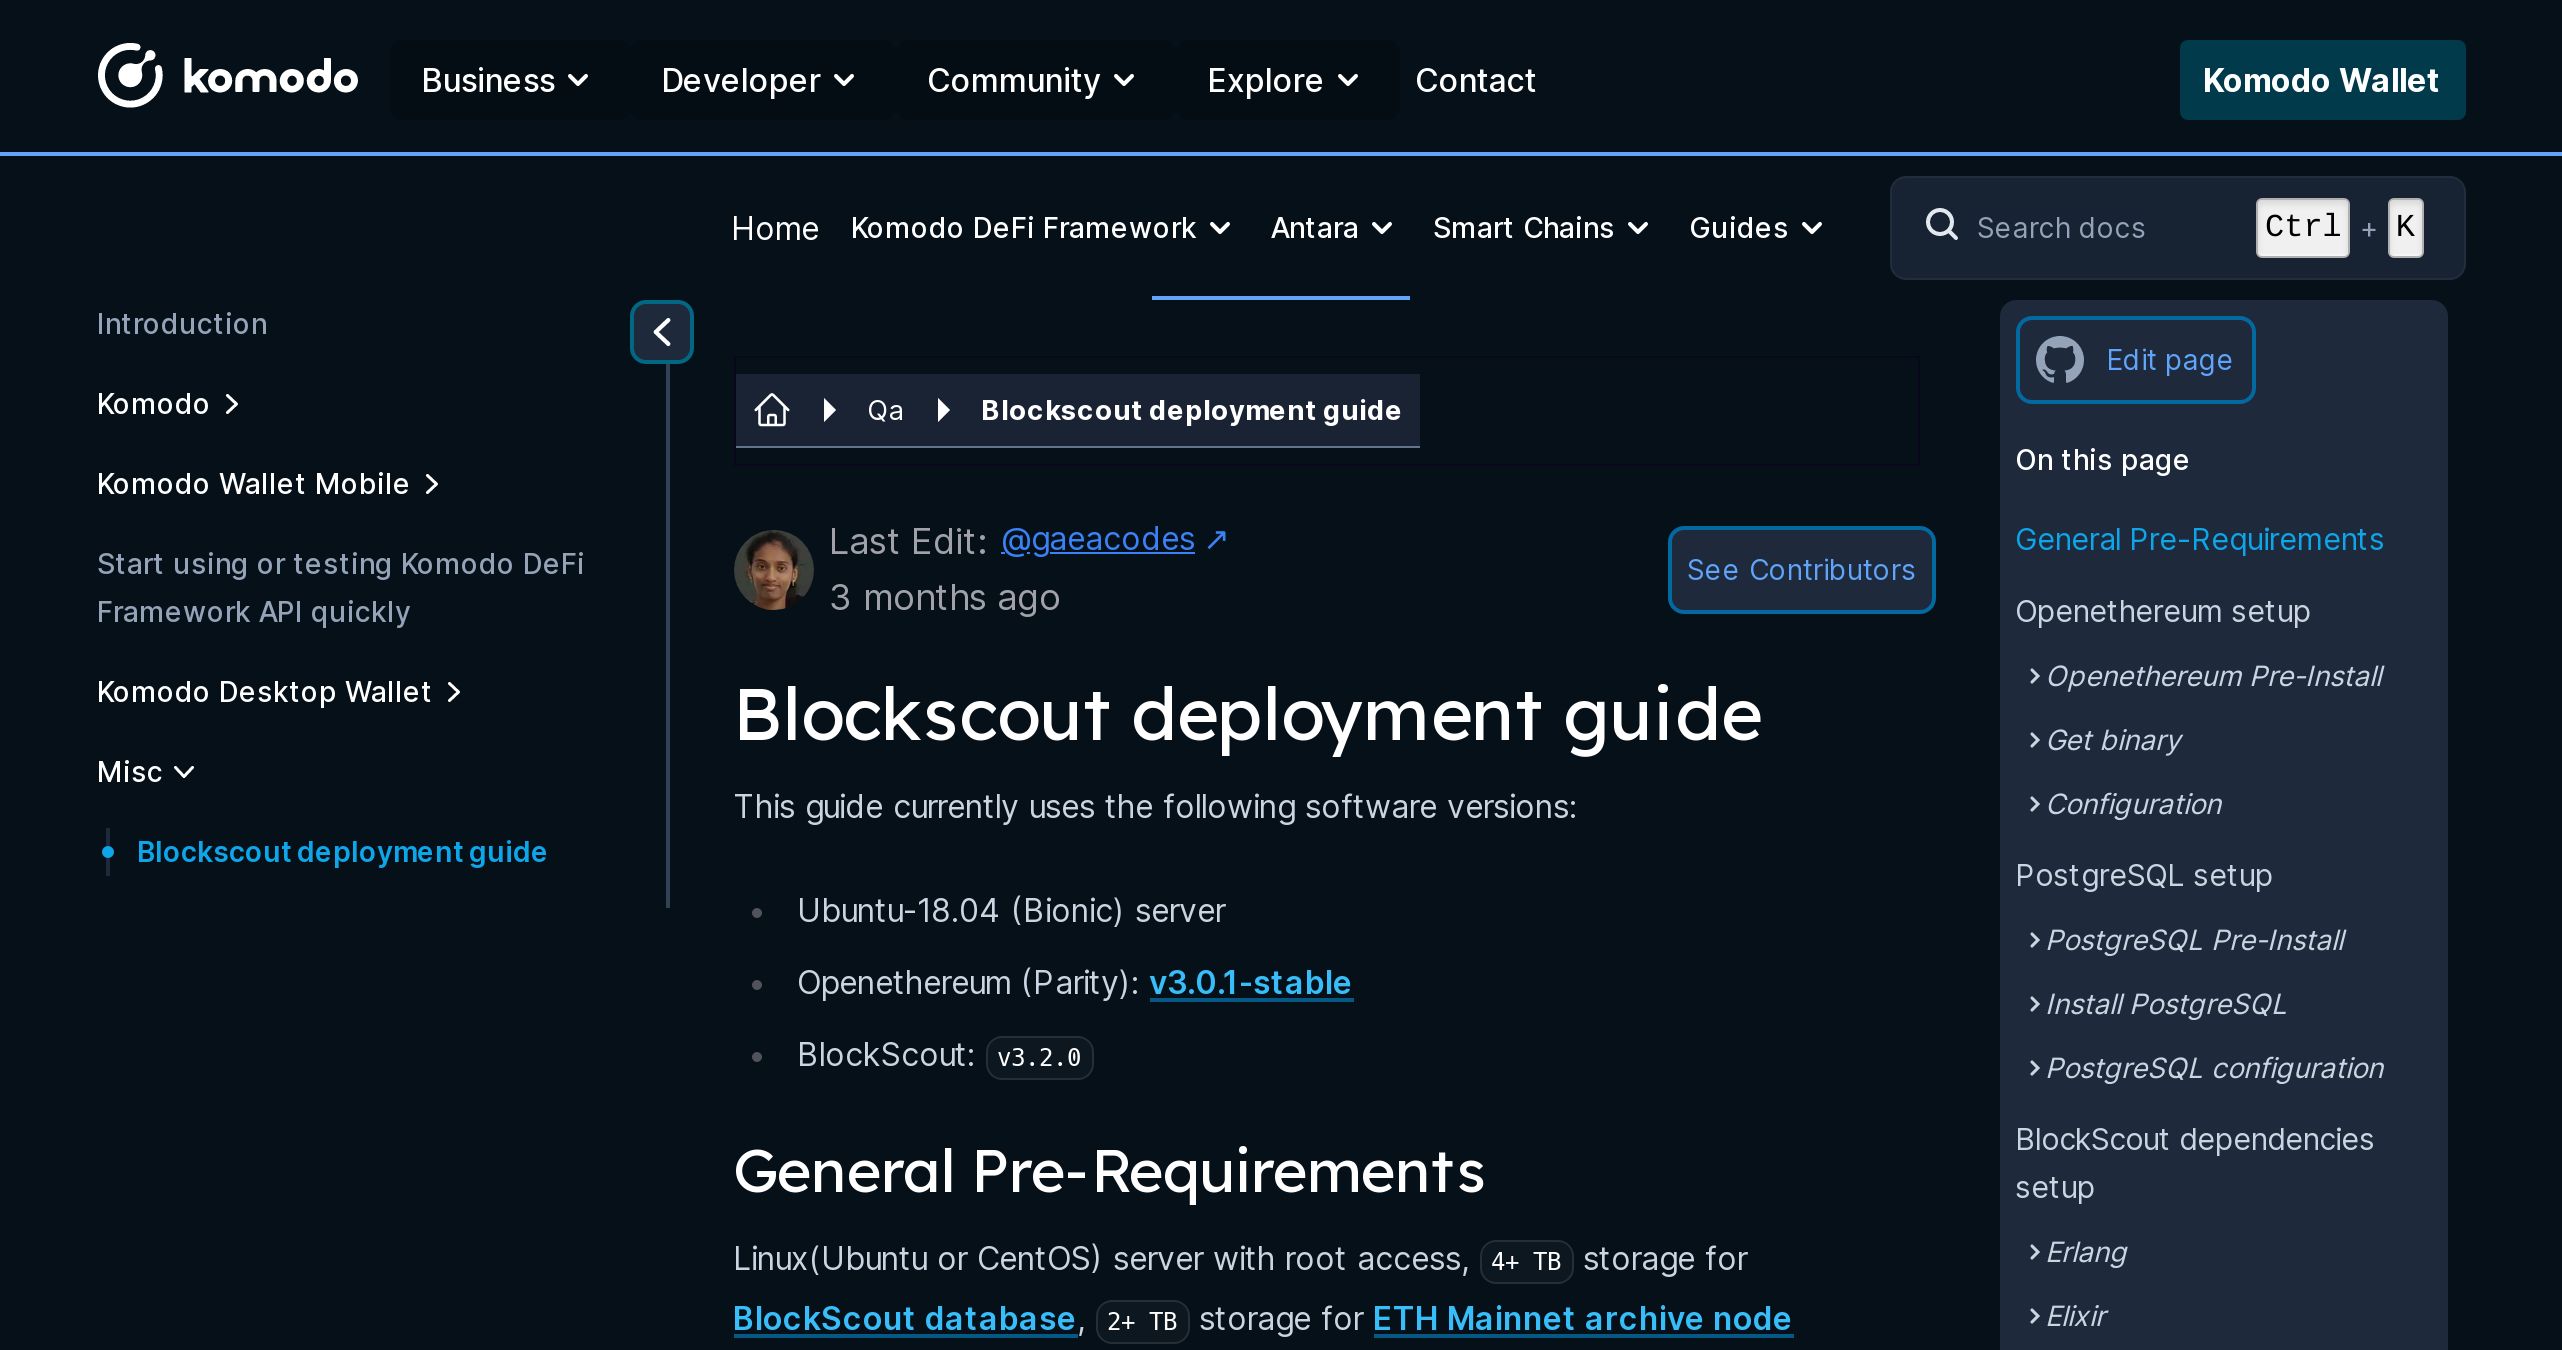 komodo
Business
Developer
Community
Explore
Contact
Komodo Wallet
Home
Komodo DeFi Framework
Antara
Smart Chains
Guides
Search docs
Ctrl + K
Introduction
Komodo
Komodo Wallet Mobile
Start using or testing Komodo DeFi
Framework API quickly
Komodo Desktop Wallet
Misc
Blockscout deployment guide
Qa
Blockscout deployment guide
Last Edit: @gaeacodes ↗
3 months ago
See Contributors
Blockscout deployment guide
This guide currently uses the following software versions:
Ubuntu-18.04 (Bionic) server
Openethereum (Parity): v3.0.1-stable
BlockScout: v3.2.0
General Pre-Requirements
Linux(Ubuntu or CentOS) server with root access, 4+ TB storage for
BlockScout database, 2+ TB storage for ETH Mainnet archive node
Edit page
On this page
General Pre-Requirements
Openethereum setup
Openethereum Pre-Install
Get binary
Configuration
PostgreSQL setup
PostgreSQL Pre-Install
Install PostgreSQL
PostgreSQL configuration
BlockScout dependencies
setup
Erlang
Elixir